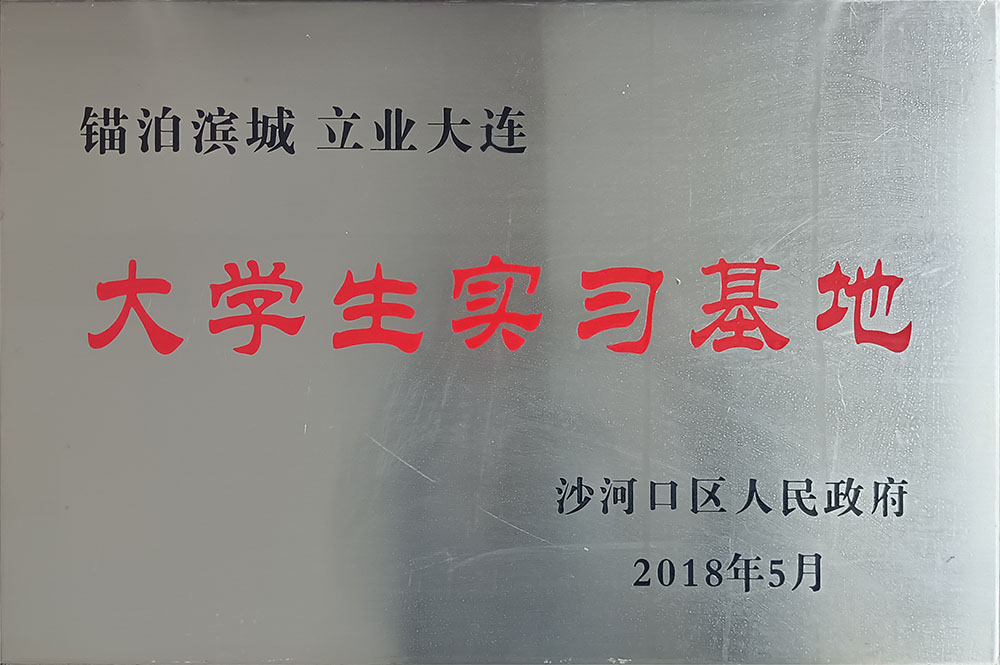 锚泊滨城 立业大连
大学生实习基地
沙河口区人民政府
2018年5月